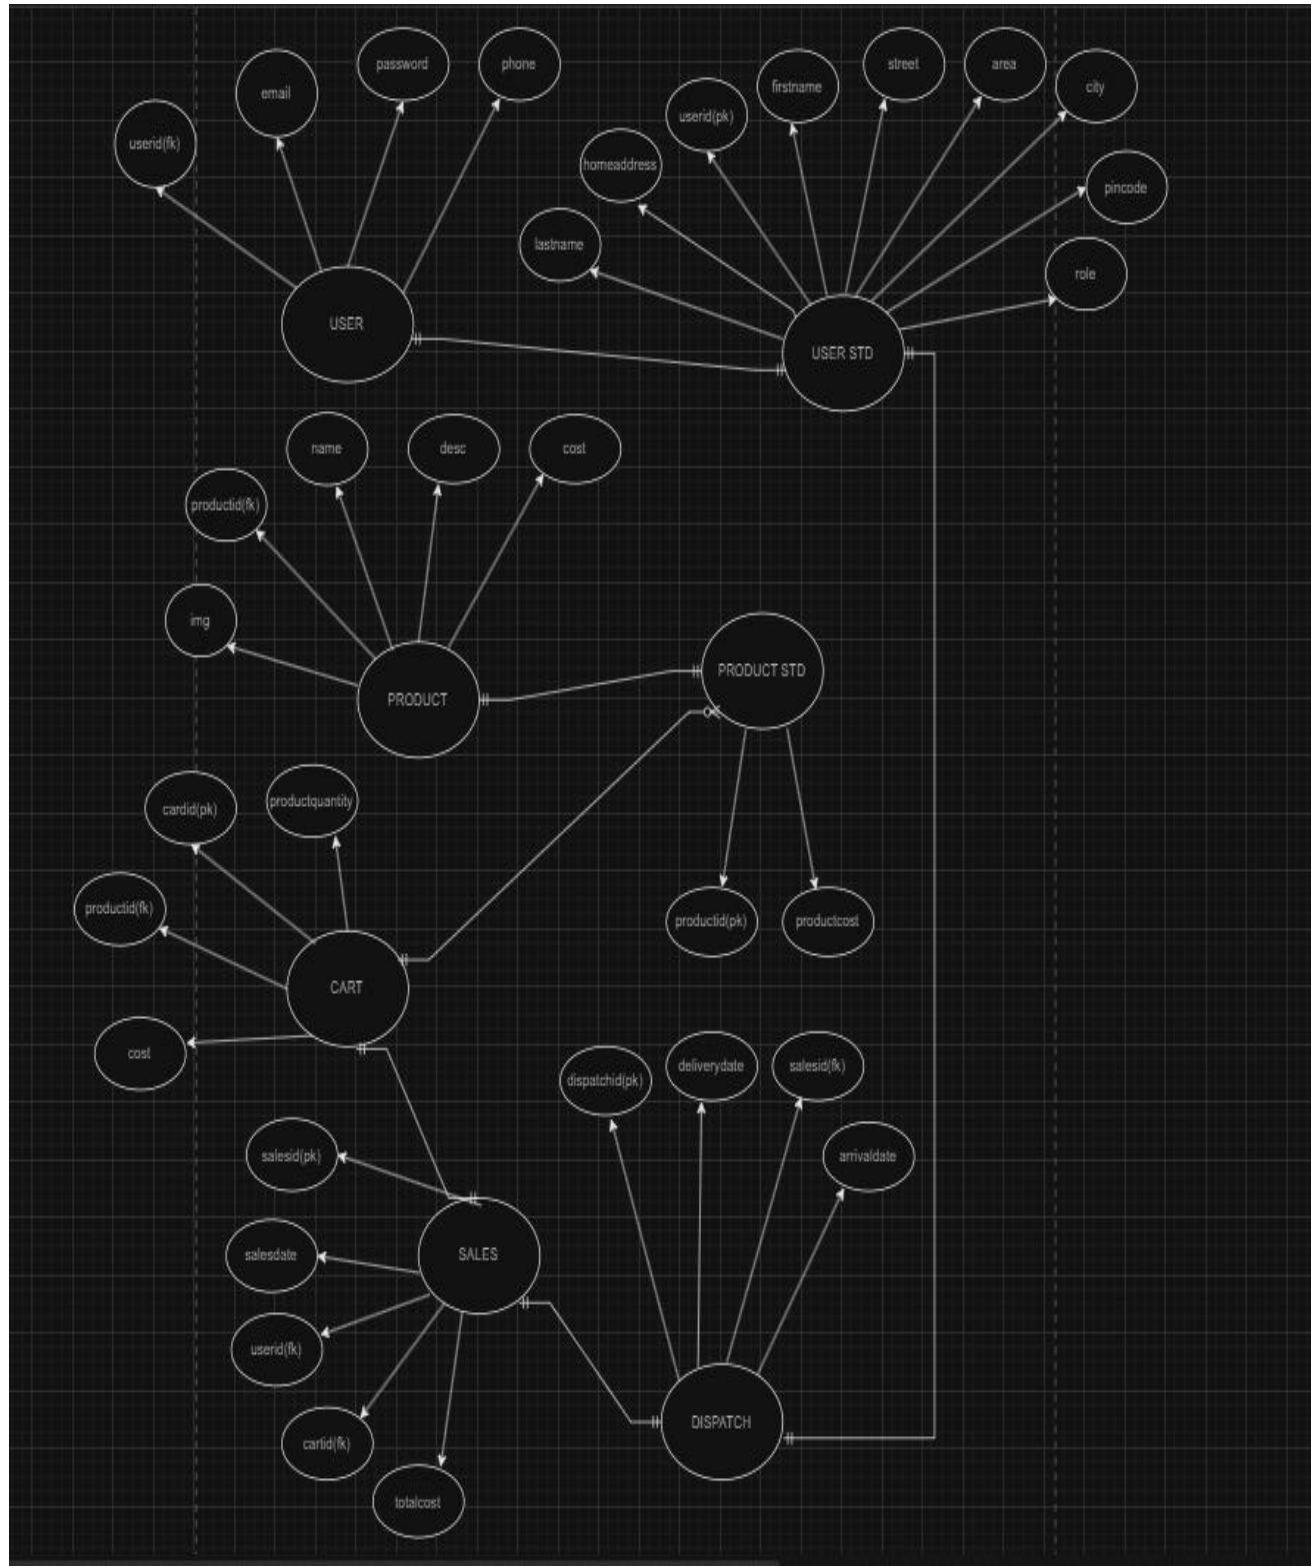 password
phone
street
area
email
firstname
city
userid(pk)
userid(fk)
homeaddress
pincode
lastname
role
USER
USER STD
name
desc
cost
productid(fk)
img
PRODUCT STD
PRODUCT
productquantity
cardid(pk)
productid(fk)
productid(pk)
productcost
CART
cost
dispatchid(pk)
deliverydate
salesid(fk)
salesid(pk)
arrivaldate
salesdate
SALES
userid(fk)
DISPATCH
cartid(fk)
totalcost